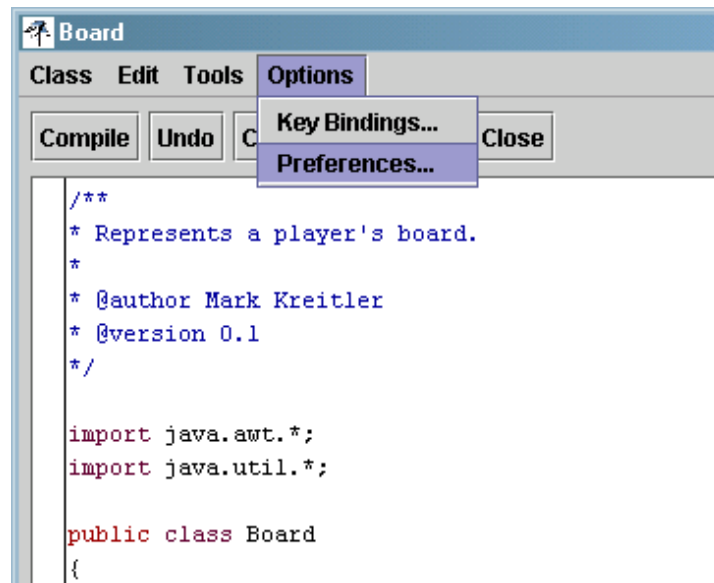 Board
Class Edit Tools Options
Key Bindings...
Preferences...
Compile Undo C Close
/**
* Represents a player's board.
*
* @author Mark Kreitler
* @version 0.1
*/
import java.awt.*;
import java.util.*;
public class Board
{